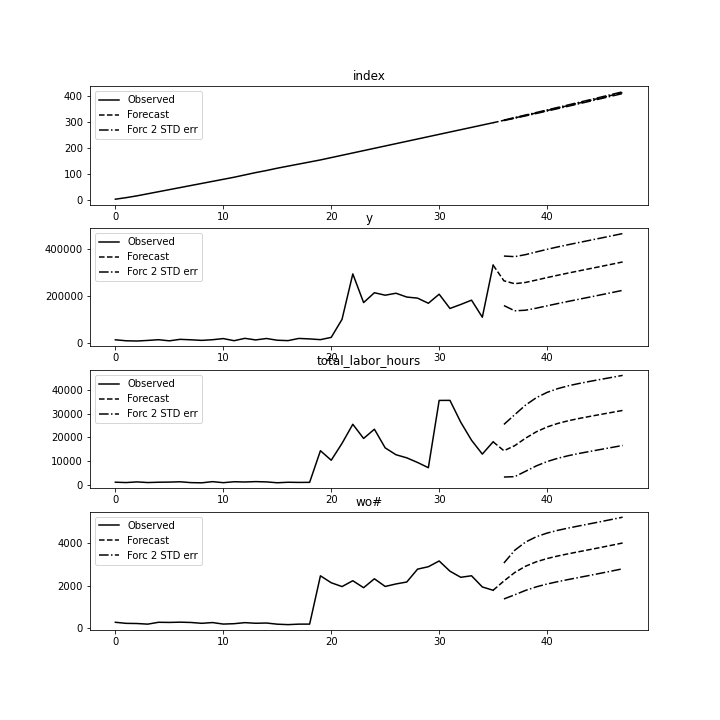 index
400
300
200
100
0
Observed
Forecast
Forc 2 STD err
0 10 20 30 40
y
400000
200000
0
Observed
Forecast
Forc 2 STD err
0 10 20 30 40
total_labor_hours
40000
30000
20000
10000
0
Observed
Forecast
Forc 2 STD err
0 10 20 30 40
wo#
4000
2000
0
Observed
Forecast
Forc 2 STD err
0 10 20 30 40